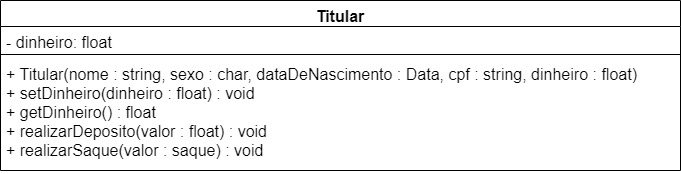 Titular
- dinheiro: float
+ Titular(nome : string, sexo : char, dataDeNascimento : Data, cpf : string, dinheiro : float)
+ setDinheiro(dinheiro : float) : void
+ getDinheiro() : float
+ realizarDeposito(valor : float) : void
+ realizarSaque(valor : saque) : void